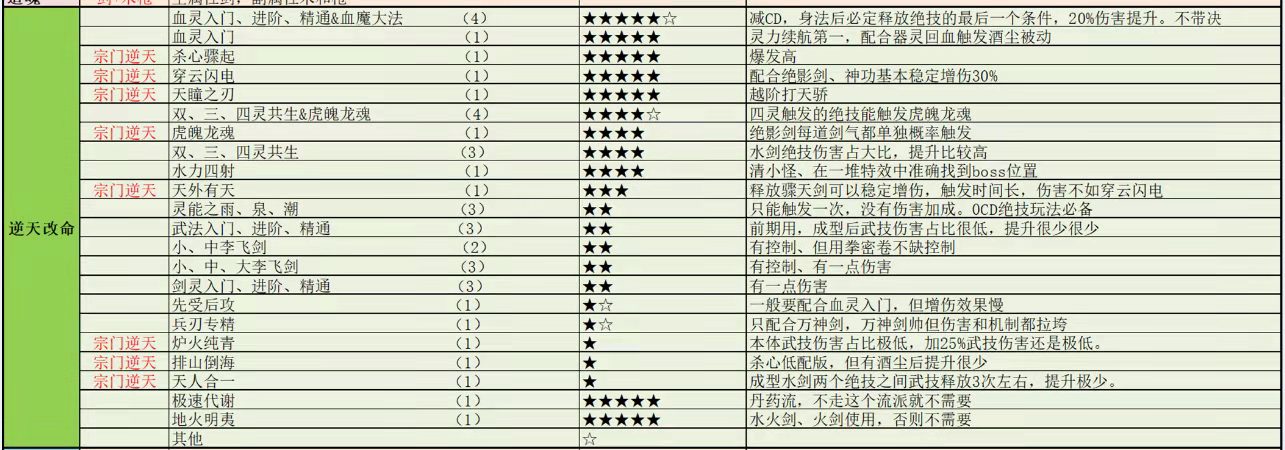 血灵入门、进阶、精通&血魔大法 （4） ★★★★★☆ 减CD，身法后必定释放绝技的最后一个条件，20%伤害提升。不带决
血灵入门 （1） ★★★★★ 灵力续航第一，配合器灵回血触发酒尘被动
宗门逆天 杀心骤起 （1） ★★★★★ 爆发高
宗门逆天 穿云闪电 （1） ★★★★★ 配合绝影剑、神功基本稳定增伤30%
宗门逆天 天瞳之刃 （1） ★★★★★ 越阶打天骄
双、三、四灵共生&虎魄龙魂 （4） ★★★★☆ 四灵触发的绝技能触发虎魄龙魂
宗门逆天 虎魄龙魂 （1） ★★★★ 绝影剑每道剑气都单独概率触发
双、三、四灵共生 （3） ★★★★ 水剑绝技伤害占大比，提升比较高
水力四射 （1） ★★★★ 清小怪、在一堆特效中准确找到boss位置
宗门逆天 天外有天 （1） ★★★ 释放骤天剑可以稳定增伤，触发时间长，伤害不如穿云闪电
灵能之雨、泉、潮 （3） ★★ 只能触发一次，没有伤害加成。0CD绝技玩法必备
逆天改命 武法入门、进阶、精通 （3） ★★ 前期用，成型后武技伤害占比很低，提升很少很少
小、中李飞剑 （2） ★★ 有控制、但用拳密卷不缺控制
小、中、大李飞剑 （3） ★★ 有控制、有一点伤害
剑灵入门、进阶、精通 （3） ★★ 有一点伤害
先受后攻 （1） ★☆ 一般要配合血灵入门，但增伤效果慢
兵刃专精 （1） ★☆ 只配合万神剑，万神剑帅但伤害和机制都拉垮
宗门逆天 炉火纯青 （1） ★ 本体武技伤害占比极低，加25%武技伤害还是极低。
宗门逆天 排山倒海 （1） ★ 杀心低配版，但有酒尘后提升很少
宗门逆天 天人合一 （1） ★ 成型水剑两个绝技之间武技释放3次左右，提升极少。
极速代谢 （1） ★★★★★ 丹药流，不走这个流派就不需要
地火明夷 （1） ★★★★★ 水火剑、火剑使用，否则不需要
其他 ☆